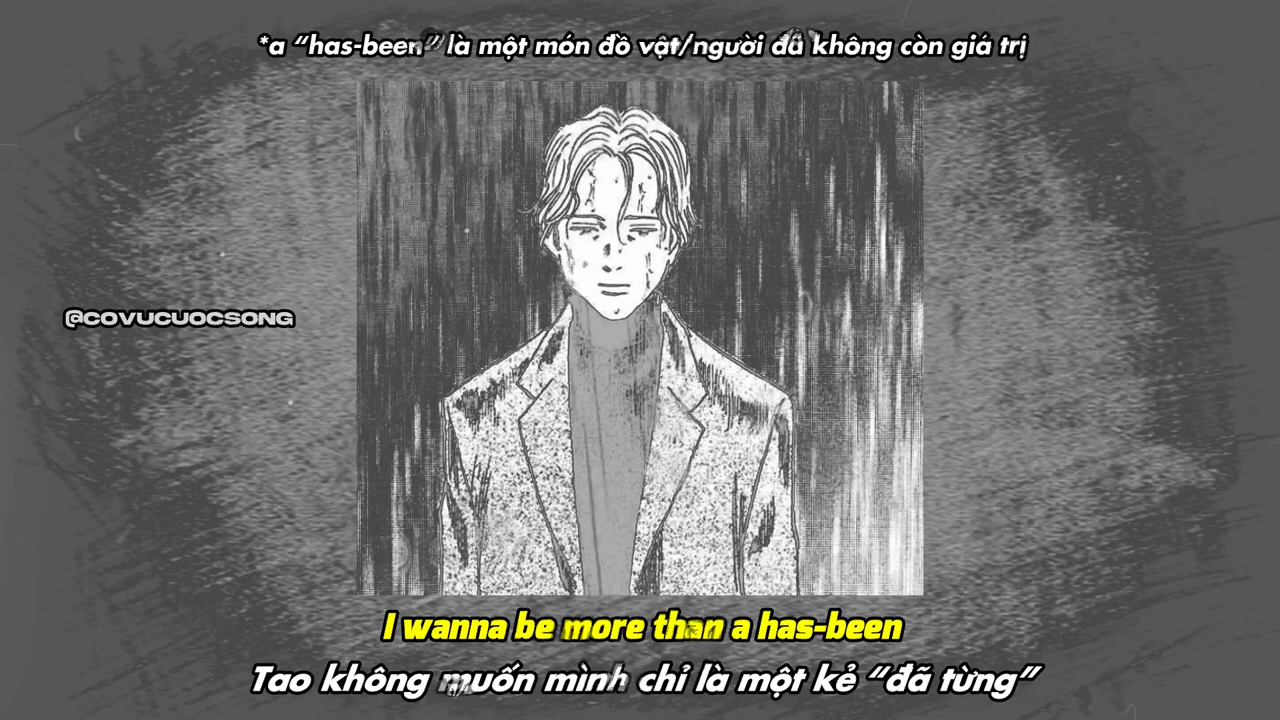 *a “has-been” là một món đồ vật/người đã không còn giá trị
@COVUCUOCSONG
I wanna be more than a has-been
Tao không muốn mình chỉ là một kẻ “đã từng”